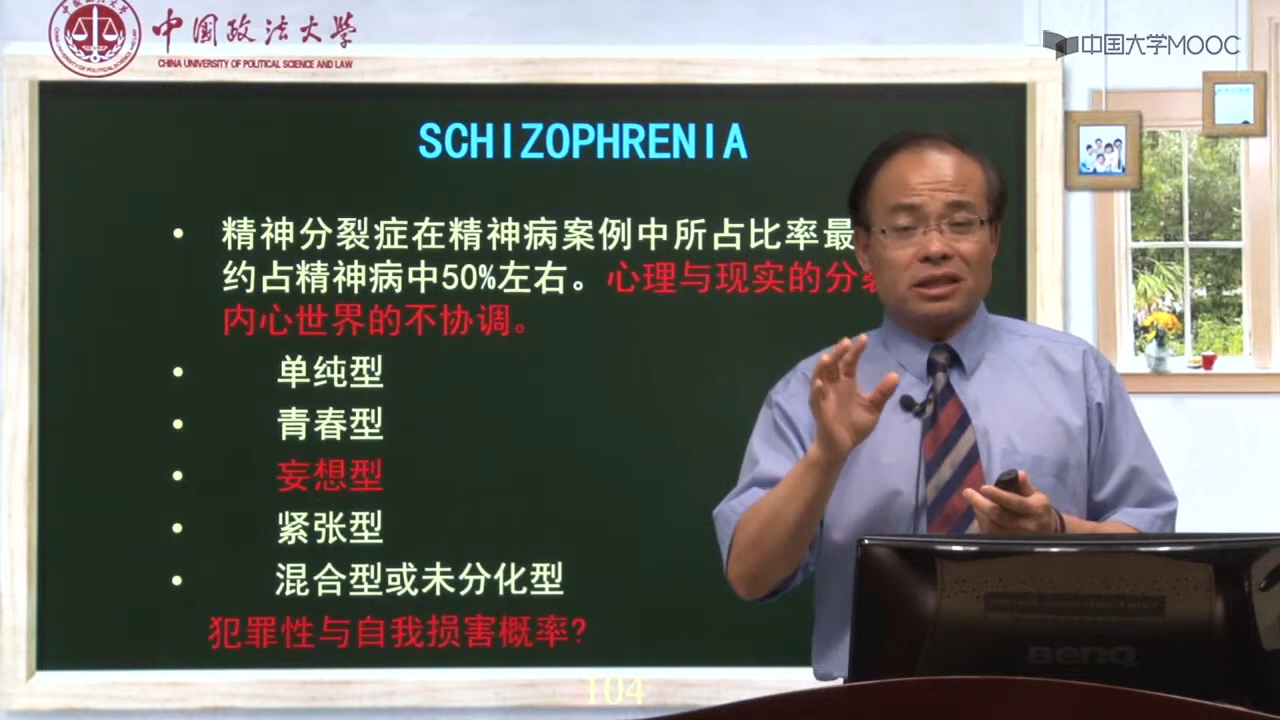 中国政法大学
CHINA UNIVERSITY OF POLITICAL SCIENCE AND LAW
中国大学MOOC
SCHIZOPHRENIA
• 精神分裂症在精神病案例中所占比率最
约占精神病中50%左右。心理与现实的分
内心世界的不协调。
• 单纯型
• 青春型
• 妄想型
• 紧张型
• 混合型或未分化型
犯罪性与自我损害概率?
BenQ
104